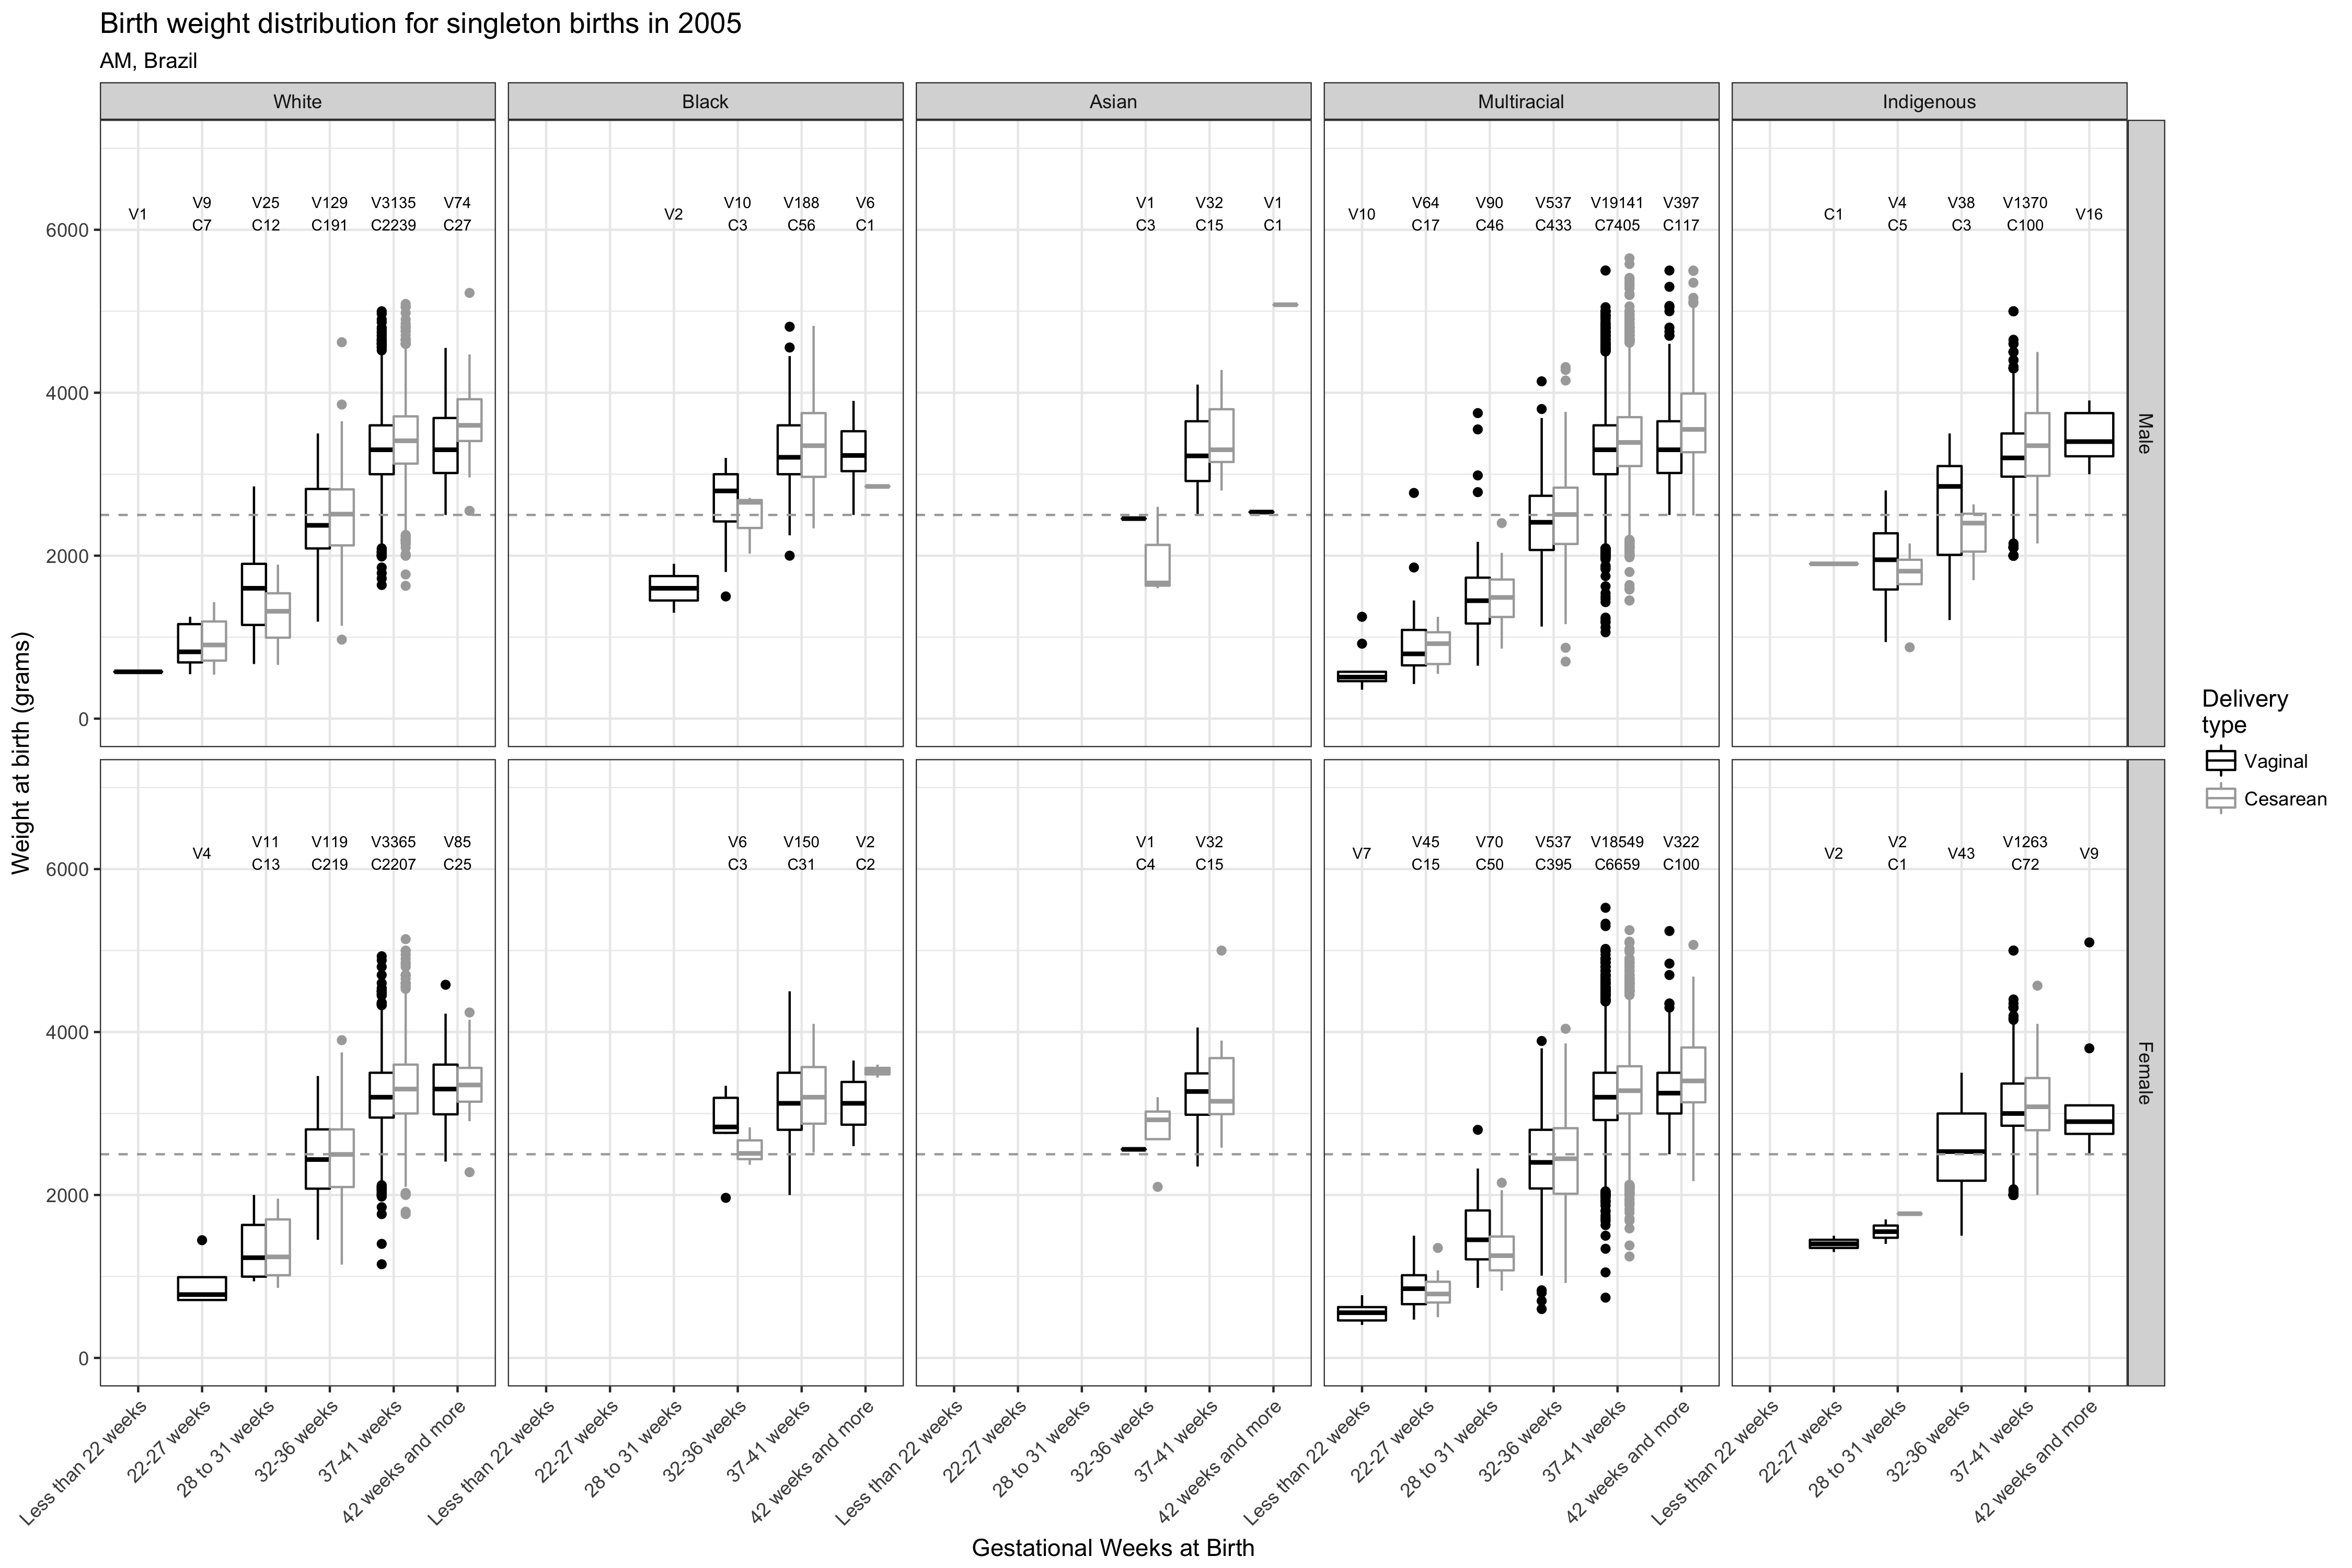 Birth weight distribution for singleton births in 2005
AM, Brazil
White Black Asian Multiracial Indigenous
V1 V9 V25 V129 V3135 V74
C7 C12 C191 C2239 C27
V2 V10 V188 V6
C3 C56 C1
V1 V32 V1
C3 C15 C1
V10 V64 V90 V537 V19141 V397
C17 C46 C433 C7405 C117
C1 V4 V38 V1370 V16
C5 C3 C100
6000
4000
2000
0
Male
V4 V11 V119 V3365 V85
C13 C219 C2207 C25
V6 V150 V2
C3 C31 C2
V1 V32
C4 C15
V7 V45 V70 V537 V18549 V322
C15 C50 C395 C6659 C100
V2 V2 V43 V1263 V9
C1 C72
6000
4000
2000
0
Female
Weight at birth (grams)
Less than 22 weeks 22-27 weeks 28 to 31 weeks 32-36 weeks 37-41 weeks 42 weeks and more
Less than 22 weeks 22-27 weeks 28 to 31 weeks 32-36 weeks 37-41 weeks 42 weeks and more
Less than 22 weeks 22-27 weeks 28 to 31 weeks 32-36 weeks 37-41 weeks 42 weeks and more
Less than 22 weeks 22-27 weeks 28 to 31 weeks 32-36 weeks 37-41 weeks 42 weeks and more
Less than 22 weeks 22-27 weeks 28 to 31 weeks 32-36 weeks 37-41 weeks 42 weeks and more
Gestational Weeks at Birth
Delivery
type
Vaginal
Cesarean